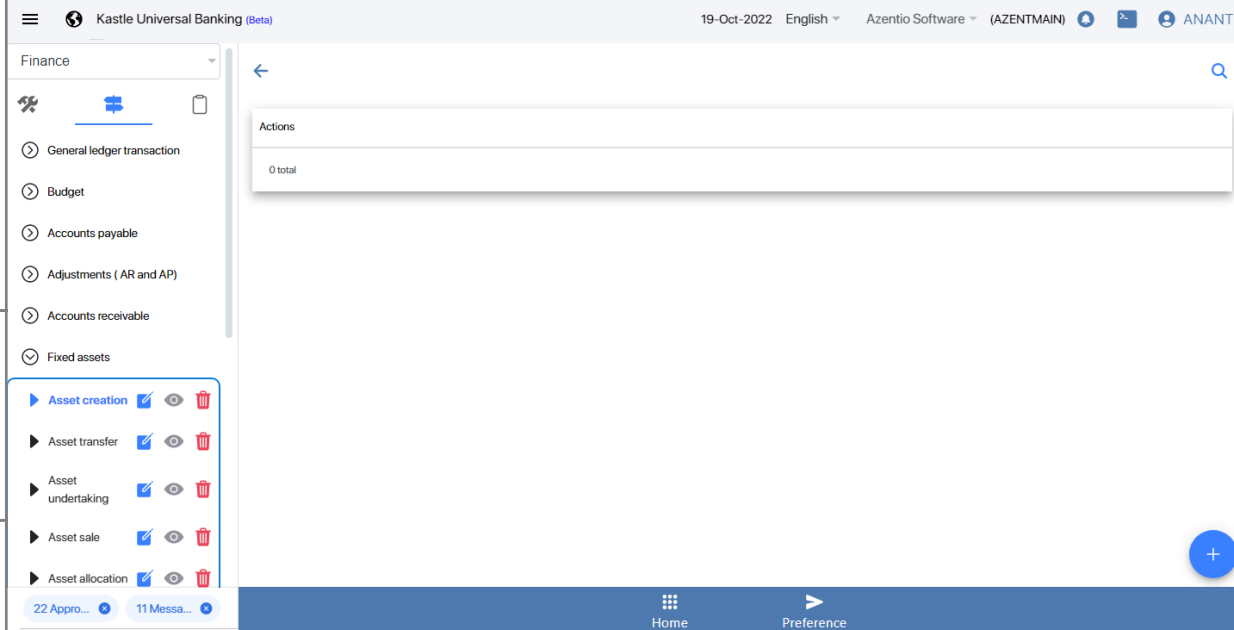 Kastle Universal Banking (Beta)
19-Oct-2022 English Azentio Software (AZENTMAIN) ANANT
Finance
General ledger transaction
Budget
Accounts payable
Adjustments ( AR and AP)
Accounts receivable
Fixed assets
Asset creation
Asset transfer
Asset
undertaking
Asset sale
Asset allocation
22 Appro...
11 Messa...
Actions
0 total
Home
Preference